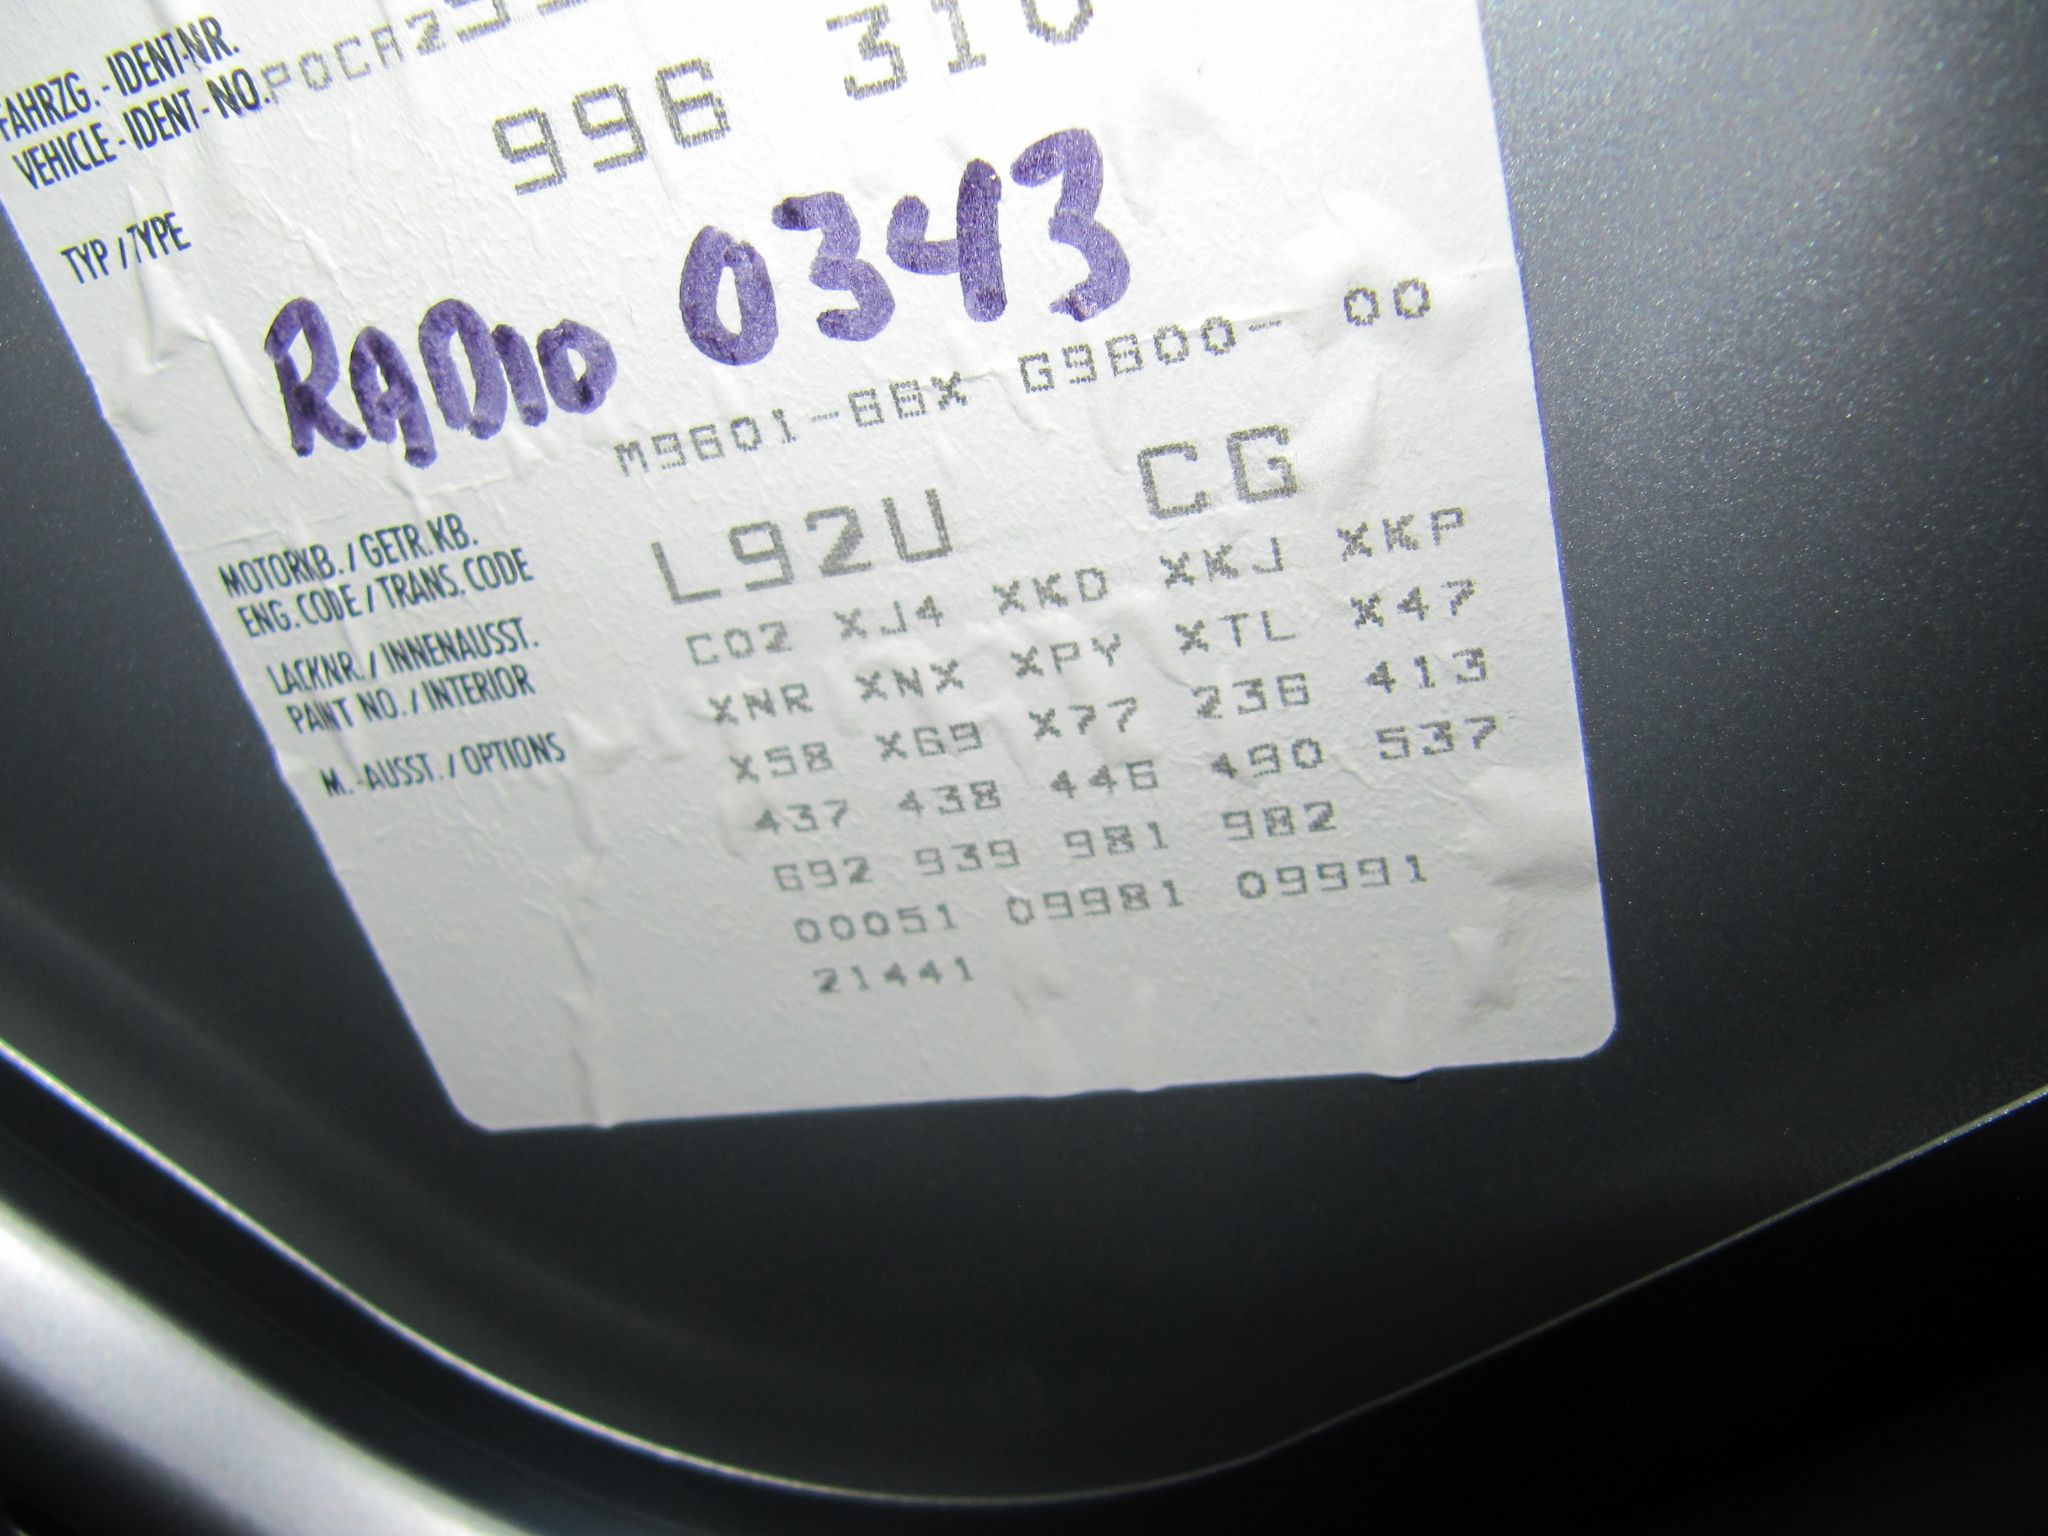 FAHRZG.-IDENT-NR.
VEHICLE-IDENT-NO. POCA2
TYP/TYPE 996 310
RADIO 0343
MOTORKB./GETR.KB. M9601-66X G9600- 00
ENG.CODE/TRANS.CODE
LACKNR./INNENAUSST. L92U CG
PAINT NO./INTERIOR
M.-AUSST./OPTIONS C02 XJ4 XKD XKJ XKP
XNR XNX XPY XTL X47
X58 X69 X77 236 413
437 438 446 490 537
692 939 981 982
00051 09981 09991
21441